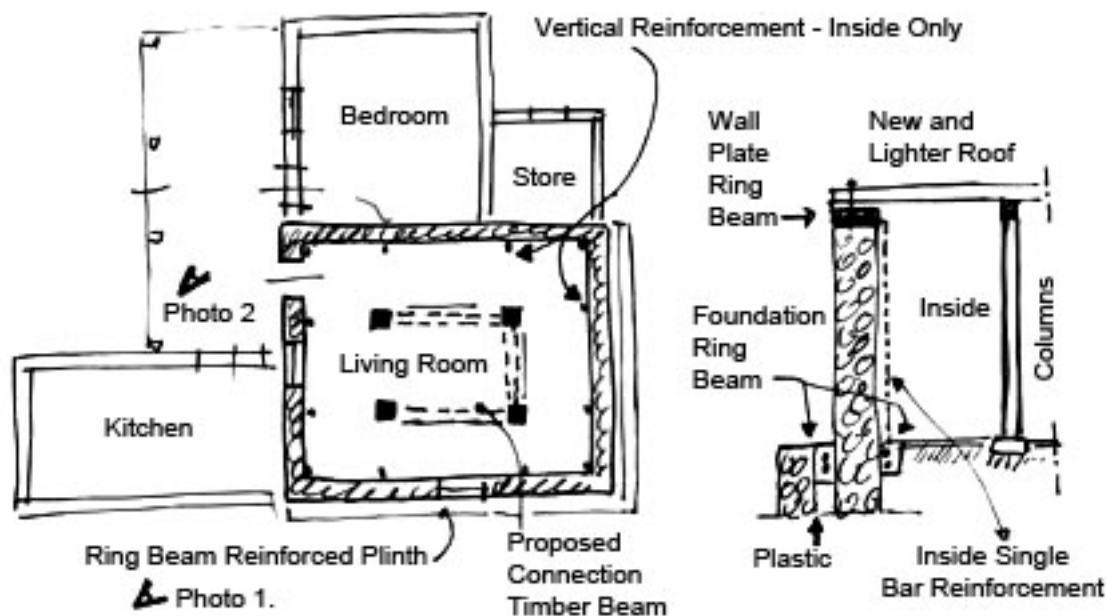 Vertical Reinforcement - Inside Only
Bedroom
Store
Photo 2
Living Room
Kitchen
Ring Beam Reinforced Plinth
Photo 1.
Proposed
Connection
Timber Beam
Wall
Plate
Ring
Beam
New and
Lighter Roof
Foundation
Ring
Beam
Inside
Columns
Plastic
Inside Single
Bar Reinforcement